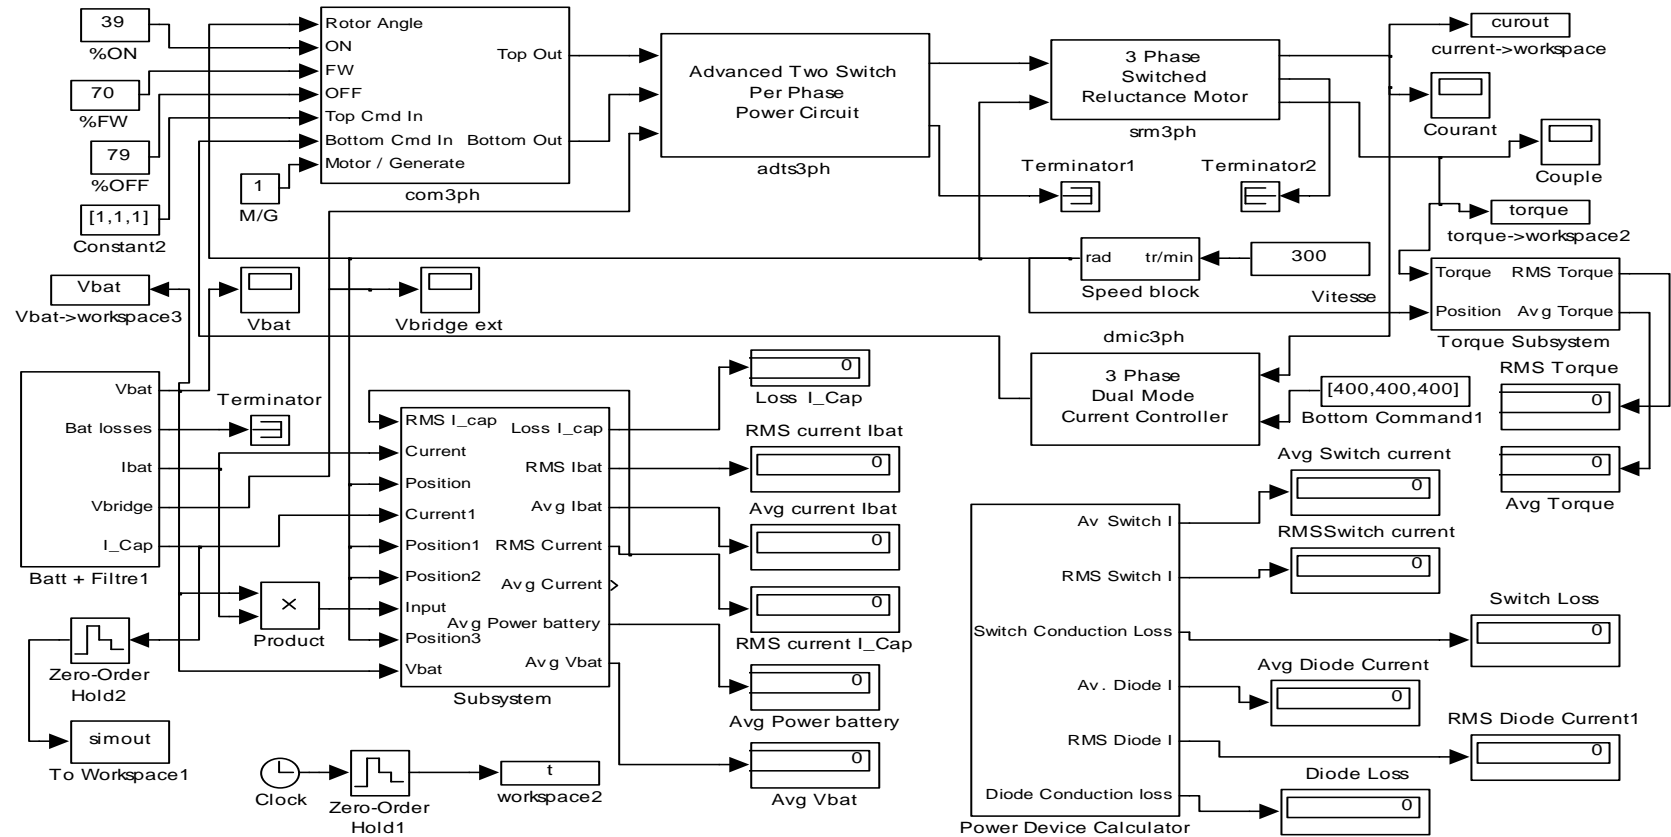 39
%ON
70
%FW
79
%OFF
[1,1,1]
Constant2
1
M/G
Rotor Angle
ON
FW
OFF
Top Cmd In
Bottom Cmd In
Motor / Generate
Top Out
Bottom Out
com3ph
Advanced Two Switch
Per Phase
Power Circuit
adts3ph
3 Phase
Switched
Reluctance Motor
srm3ph
Terminator1
Terminator2
curout
current->workspace
Courant
Couple
torque
torque->workspace2
rad
tr/min
Speed block
300
Vitesse
Torque
Position
RMS Torque
Avg Torque
Torque Subsystem
Vbat
Vbat->workspace3
Vbat
Vbridge ext
dmic3ph
3 Phase
Dual Mode
Current Controller
[400,400,400]
Bottom Command1
RMS Torque
0
0
Avg Torque
Vbat
Bat losses
Ibat
Vbridge
I_Cap
Batt + Filtre1
Terminator
RMS I_cap
Current
Position
Current1
Position1
Position2
Input
Position3
Vbat
Loss I_cap
RMS Ibat
Avg Ibat
RMS Current
Avg Current
Avg Power battery
Avg Vbat
Subsystem
0
Loss I_Cap
RMS current Ibat
0
Avg current Ibat
0
0
RMS current I_Cap
0
Avg Power battery
0
Avg Vbat
X
Product
Zero-Order
Hold2
simout
To Workspace1
Clock
Zero-Order
Hold1
t
workspace2
Av Switch I
RMS Switch I
Switch Conduction Loss
Av. Diode I
RMS Diode I
Diode Conduction loss
Power Device Calculator
Avg Switch current
0
RMSSwitch current
0
Switch Loss
0
Avg Diode Current
0
RMS Diode Current1
0
Diode Loss
0